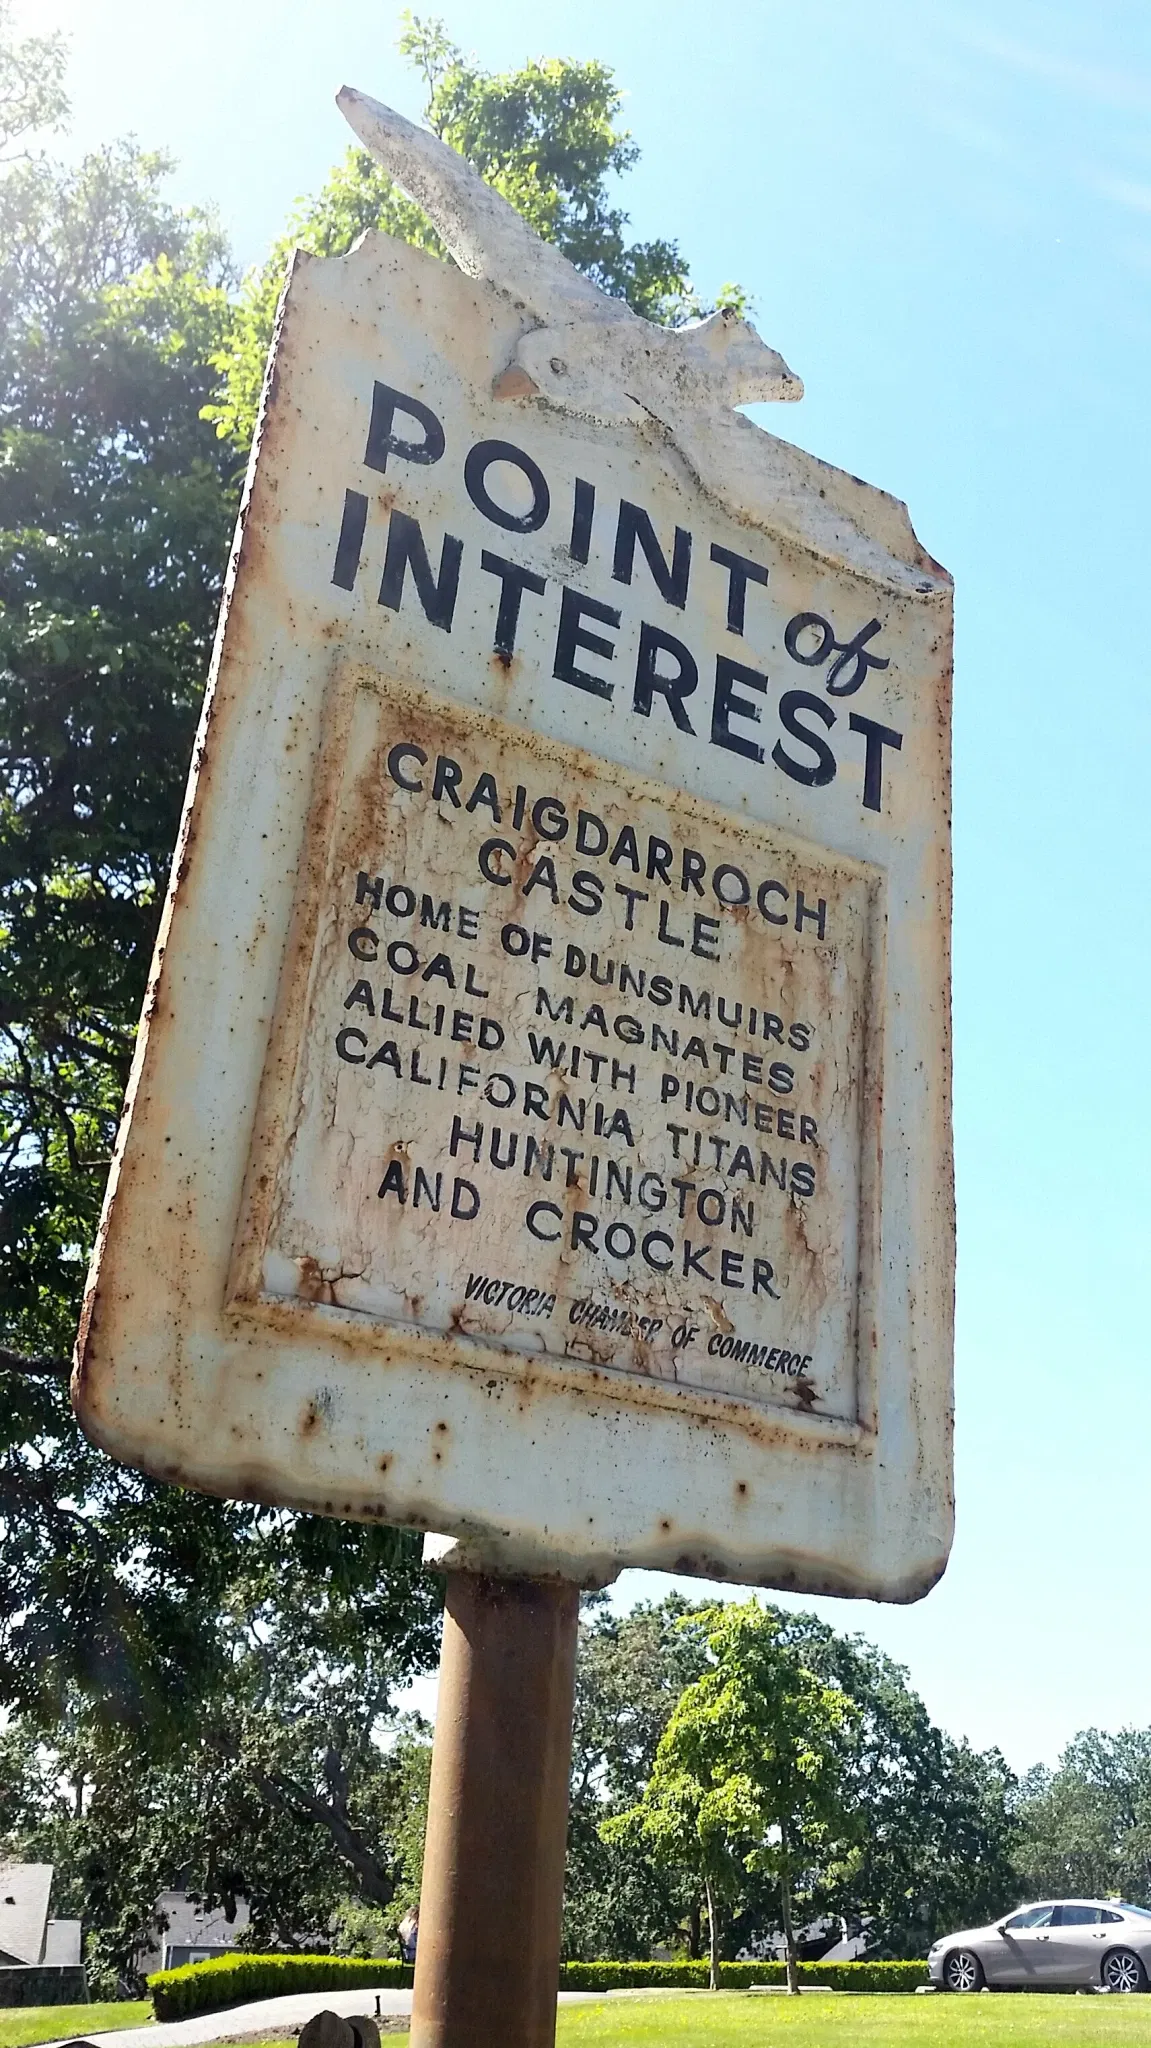 POINT of
INTEREST
CRAIGDARROCH
CASTLE
HOME OF DUNSMUIRS
COAL MAGNATES
ALLIED WITH PIONEER
CALIFORNIA TITANS
HUNTINGTON
AND CROCKER
VICTORIA CHAMBER OF COMMERCE